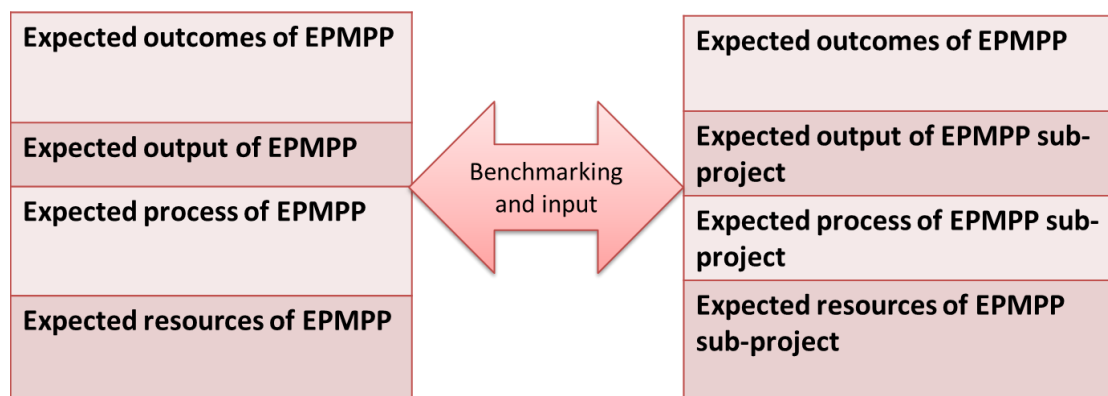 Expected outcomes of EPMPP
Expected output of EPMPP
Expected process of EPMPP
Expected resources of EPMPP
Benchmarking
and input
Expected outcomes of EPMPP
Expected output of EPMPP sub-
project
Expected process of EPMPP sub-
project
Expected resources of EPMPP
sub-project